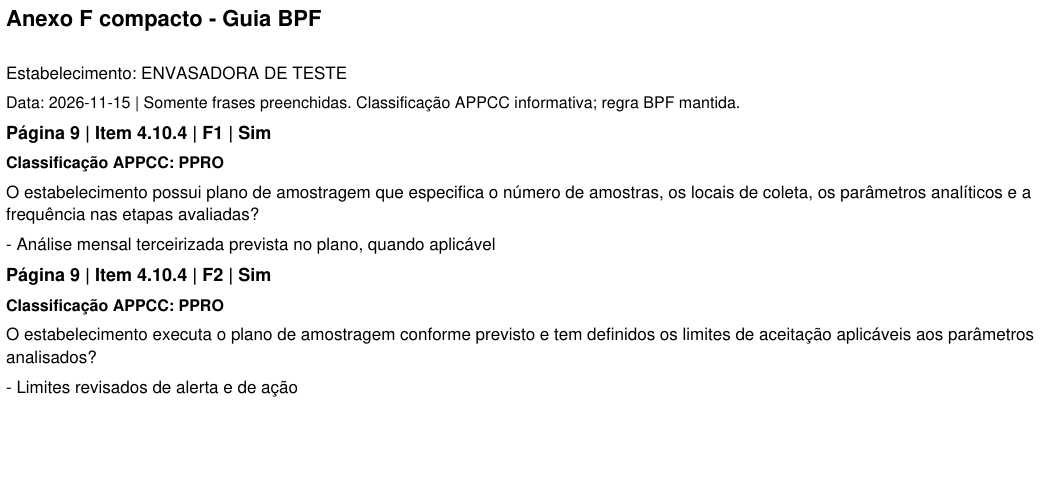 Anexo F compacto - Guia BPF
Estabelecimento: ENVASADORA DE TESTE
Data: 2026-11-15 | Somente frases preenchidas. Classificação APPCC informativa; regra BPF mantida.
Página 9 | Item 4.10.4 | F1 | Sim
Classificação APPCC: PPRO
O estabelecimento possui plano de amostragem que especifica o número de amostras, os locais de coleta, os parâmetros analíticos e a
frequência nas etapas avaliadas?
- Análise mensal terceirizada prevista no plano, quando aplicável
Página 9 | Item 4.10.4 | F2 | Sim
Classificação APPCC: PPRO
O estabelecimento executa o plano de amostragem conforme previsto e tem definidos os limites de aceitação aplicáveis aos parâmetros
analisados?
- Limites revisados de alerta e de ação